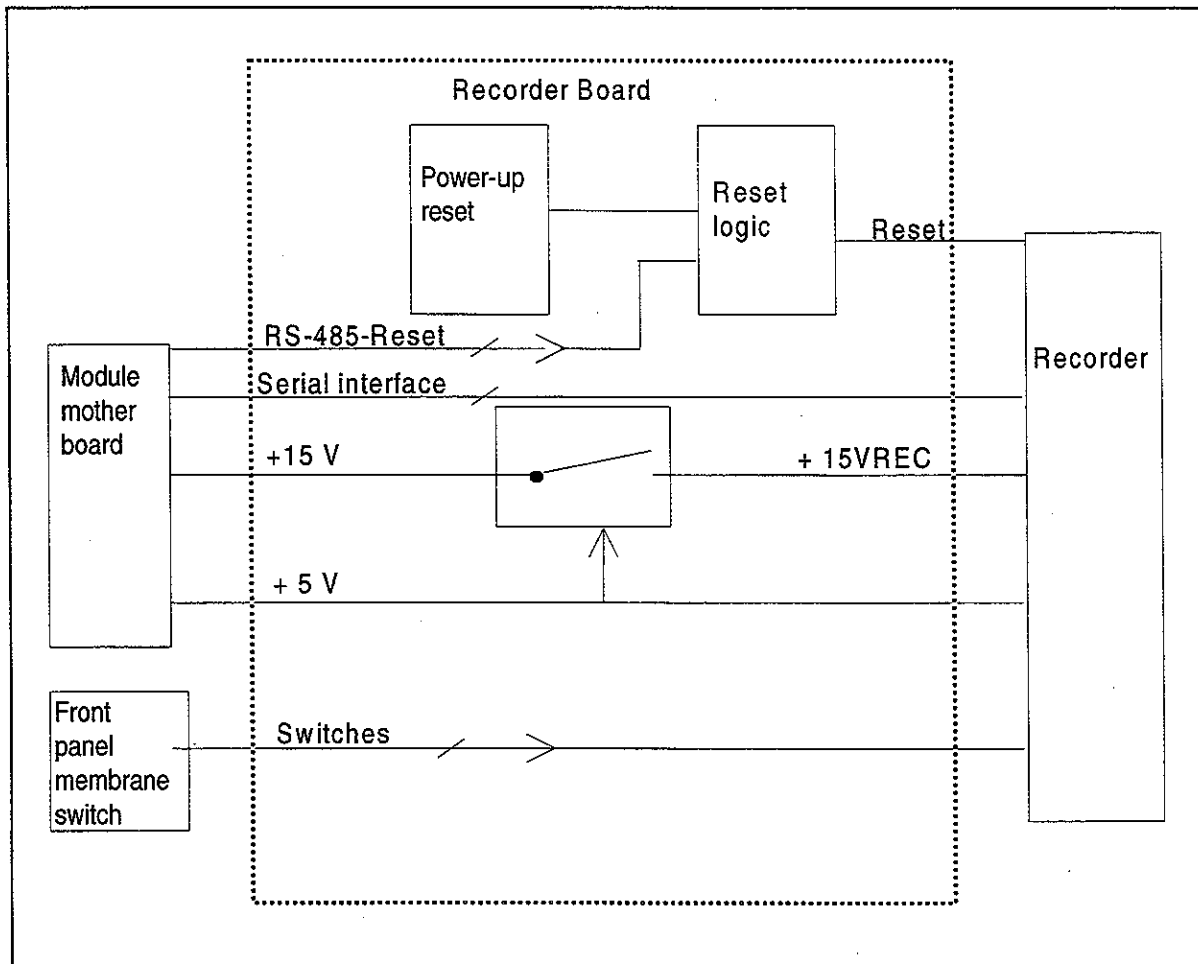 Recorder Board
Power-up
reset
Reset
logic
Reset
RS-485-Reset
Serial interface
Module
mother
board
Recorder
+15 V
+ 15VREC
+ 5 V
Front
panel
membrane
switch
Switches